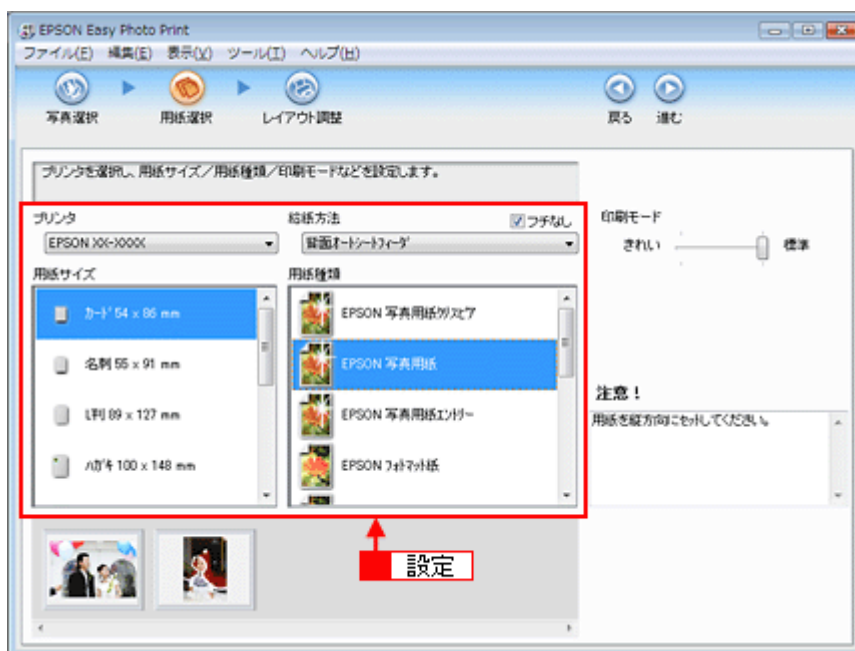 EPSON Easy Photo Print
ファイル(F) 編集(E) 表示(V) ツール(T) ヘルプ(H)
写真選択 用紙選択 レイアウト調整 戻る 進む
プリンタを選択し、用紙サイズ/用紙種類/印刷モードなどを設定します。
プリンタ
EPSON XX-XXXX
給紙方法
フチなし
背面オートシートフィーダ
用紙サイズ
カード 54 x 86 mm
名刺 55 x 91 mm
L判 89 x 127 mm
ハガキ 100 x 148 mm
用紙種類
EPSON 写真用紙クリスピア
EPSON 写真用紙
EPSON 写真用紙エントリー
EPSON フォトマット紙
印刷モード
きれい 標準
注意!
用紙を縦方向にセットしてください。
設定